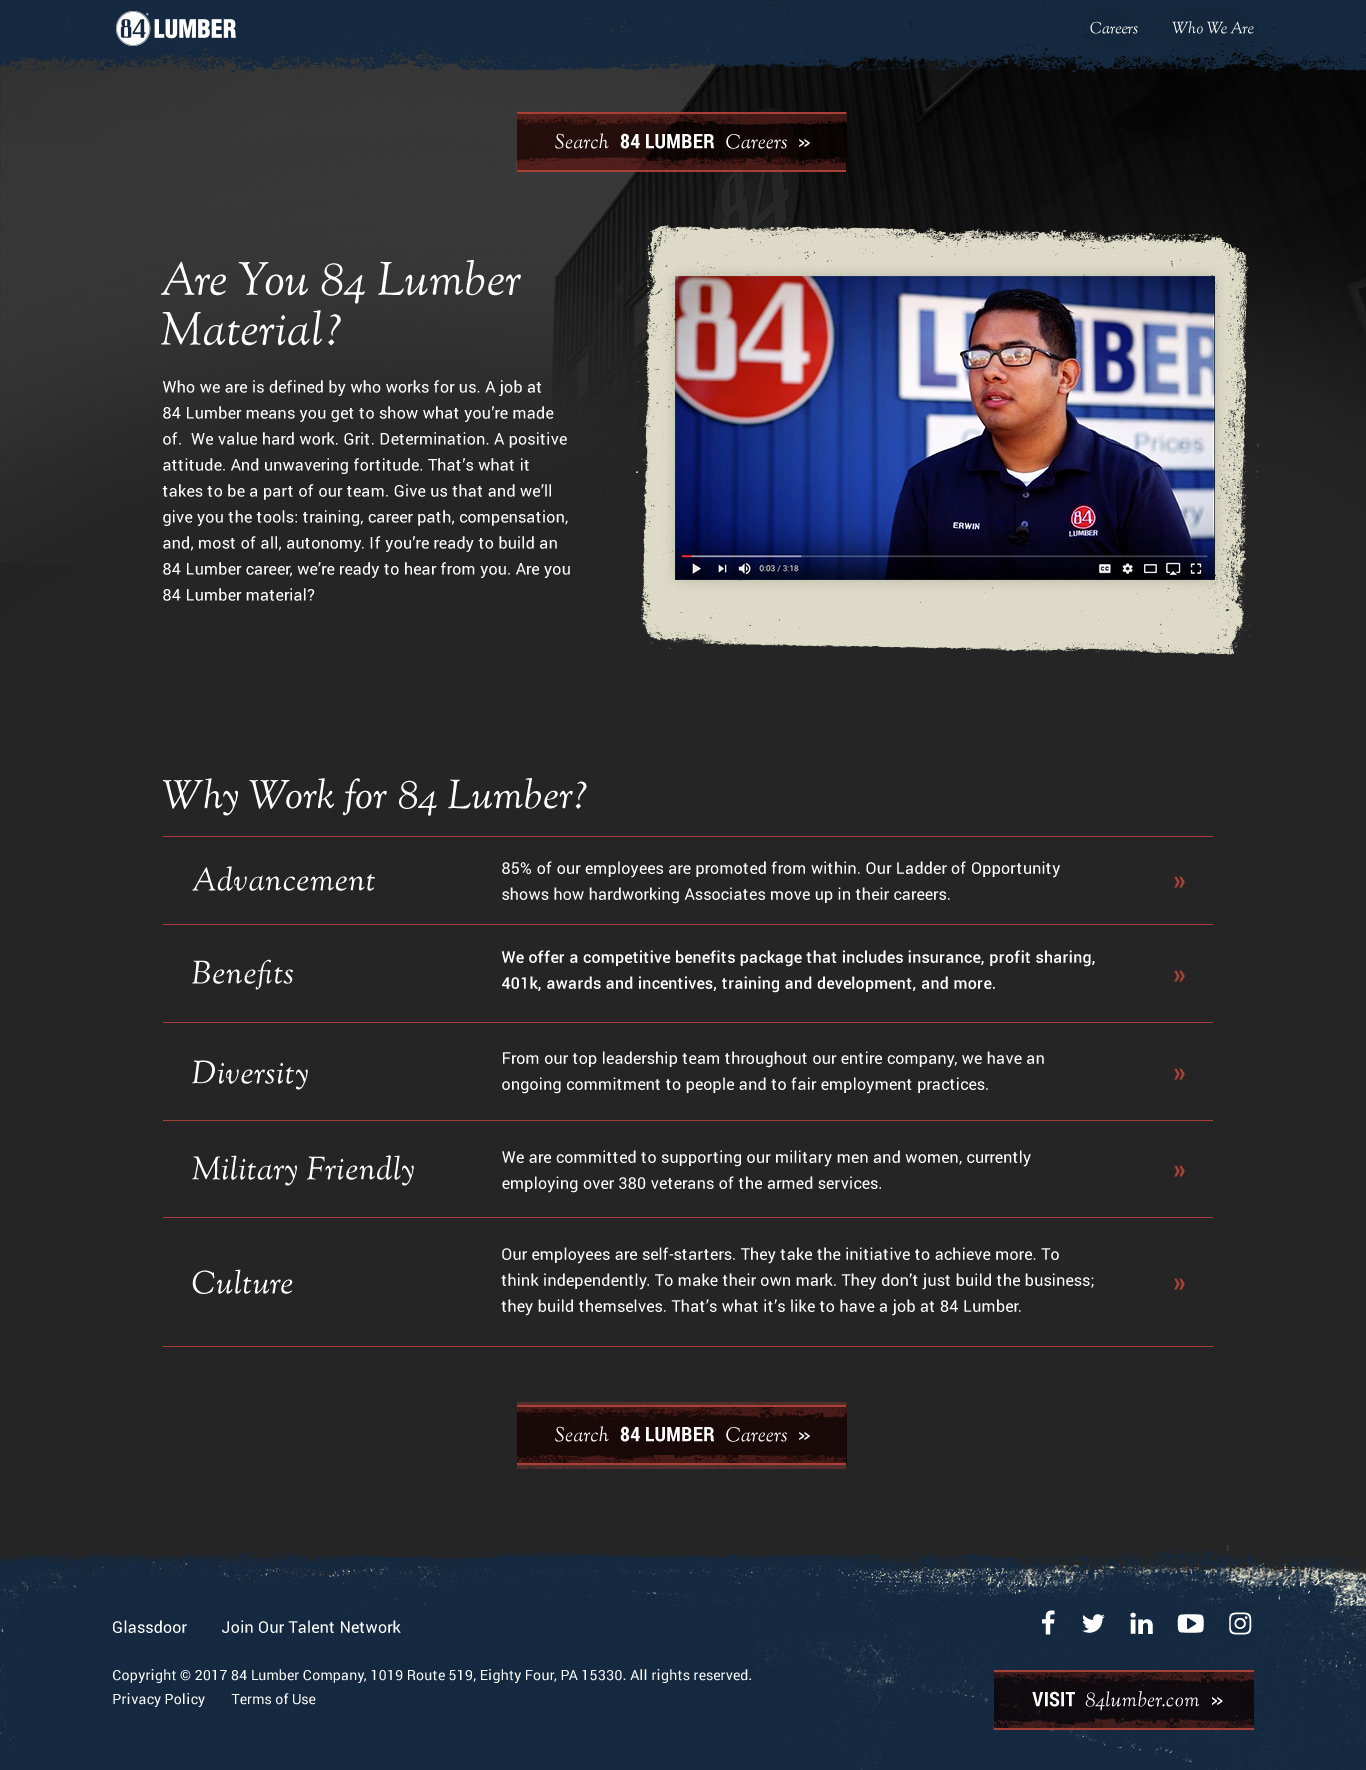 84 LUMBER
Careers Who We Are
Search 84 LUMBER Careers »
84
Are You 84 Lumber
Material?
Who we are is defined by who works for us. A job at
84 Lumber means you get to show what you're made
of. We value hard work. Grit. Determination. A positive
attitude. And unwavering fortitude. That's what it
takes to be a part of our team. Give us that and we'll
give you the tools: training, career path, compensation,
and, most of all, autonomy. If you're ready to build an
84 Lumber career, we're ready to hear from you. Are you
84 Lumber material?
84
Prices
ERWIN
84
LUMBER
0:03 / 3:18
CC
Why Work for 84 Lumber?
Advancement
85% of our employees are promoted from within. Our Ladder of Opportunity
shows how hardworking Associates move up in their careers.
»
Benefits
We offer a competitive benefits package that includes insurance, profit sharing,
401k, awards and incentives, training and development, and more.
»
Diversity
From our top leadership team throughout our entire company, we have an
ongoing commitment to people and to fair employment practices.
»
Military Friendly
We are committed to supporting our military men and women, currently
employing over 380 veterans of the armed services.
»
Culture
Our employees are self-starters. They take the initiative to achieve more. To
think independently. To make their own mark. They don't just build the business;
they build themselves. That's what it's like to have a job at 84 Lumber.
»
Search 84 LUMBER Careers »
Glassdoor Join Our Talent Network
Copyright © 2017 84 Lumber Company, 1019 Route 519, Eighty Four, PA 15330. All rights reserved.
Privacy Policy Terms of Use
VISIT 84lumber.com »